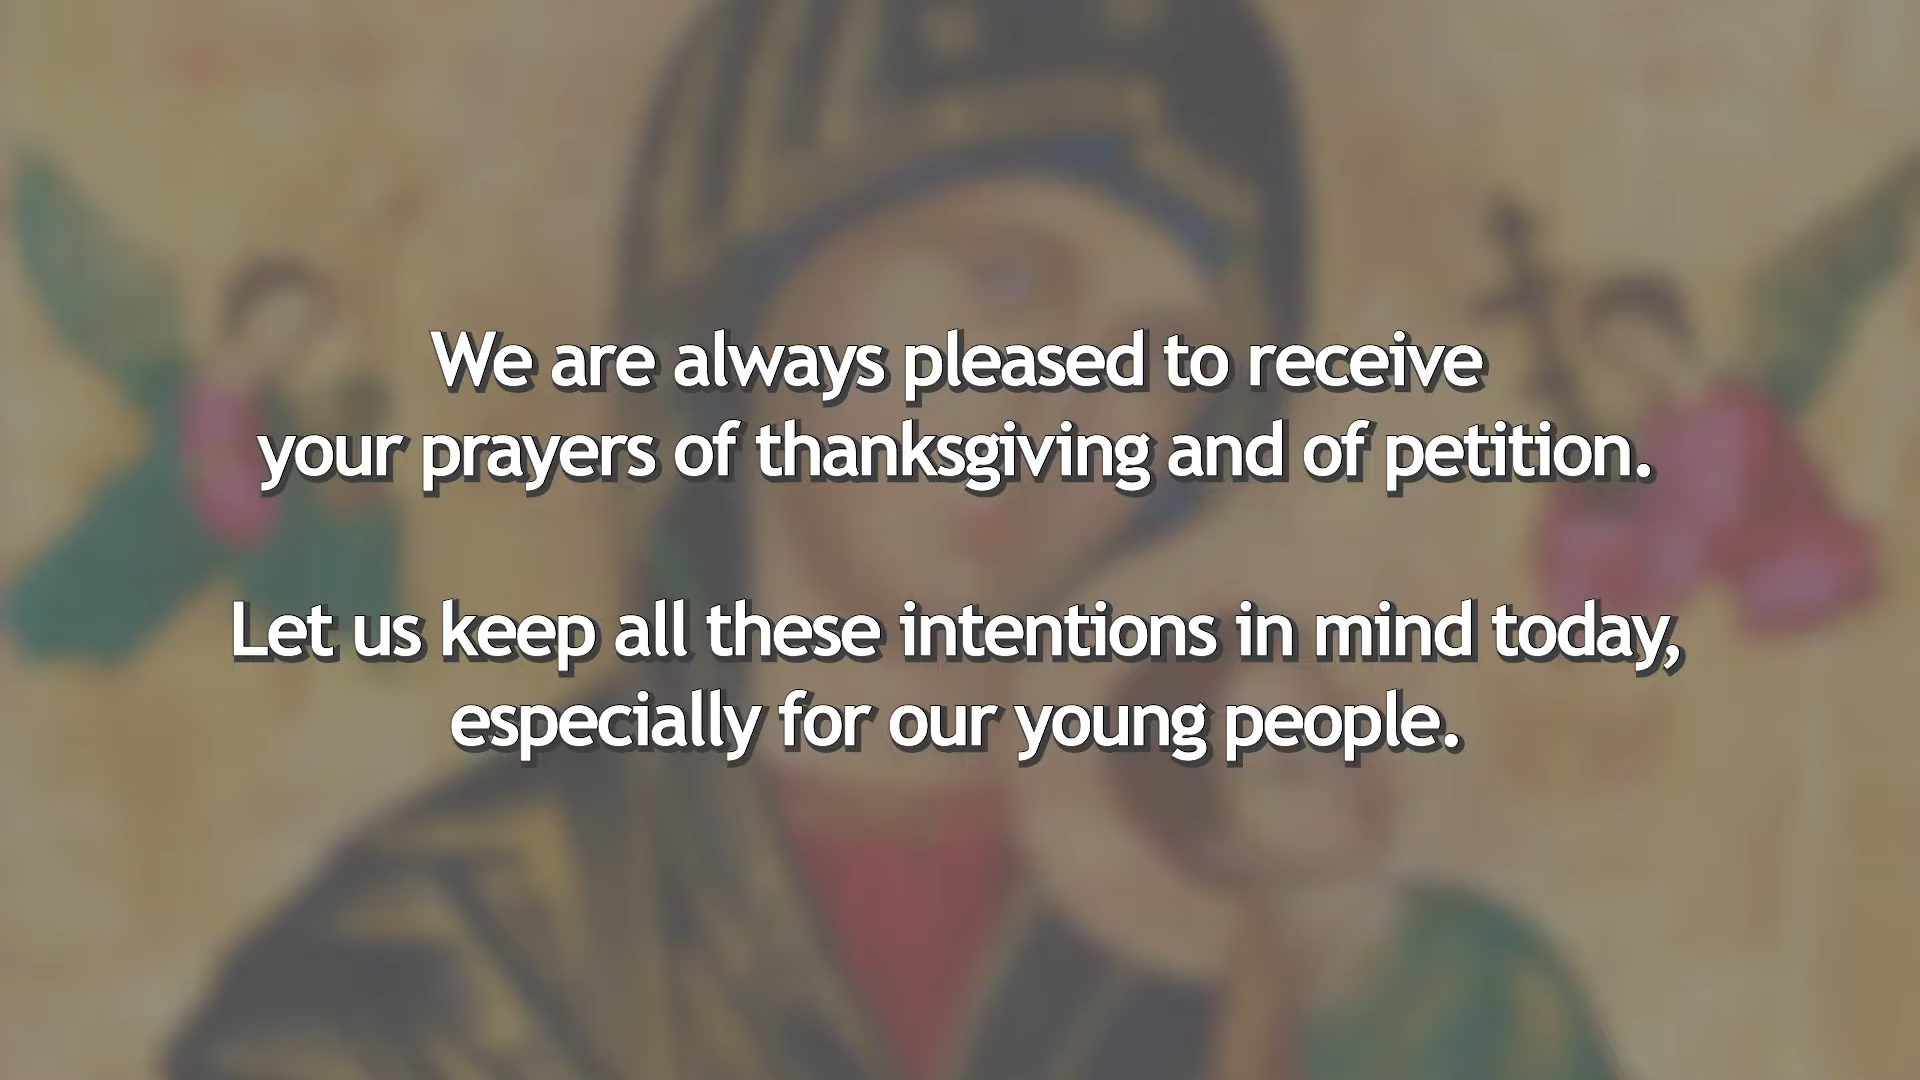 We are always pleased to receive
your prayers of thanksgiving and of petition.
Let us keep all these intentions in mind today,
especially for our young people.